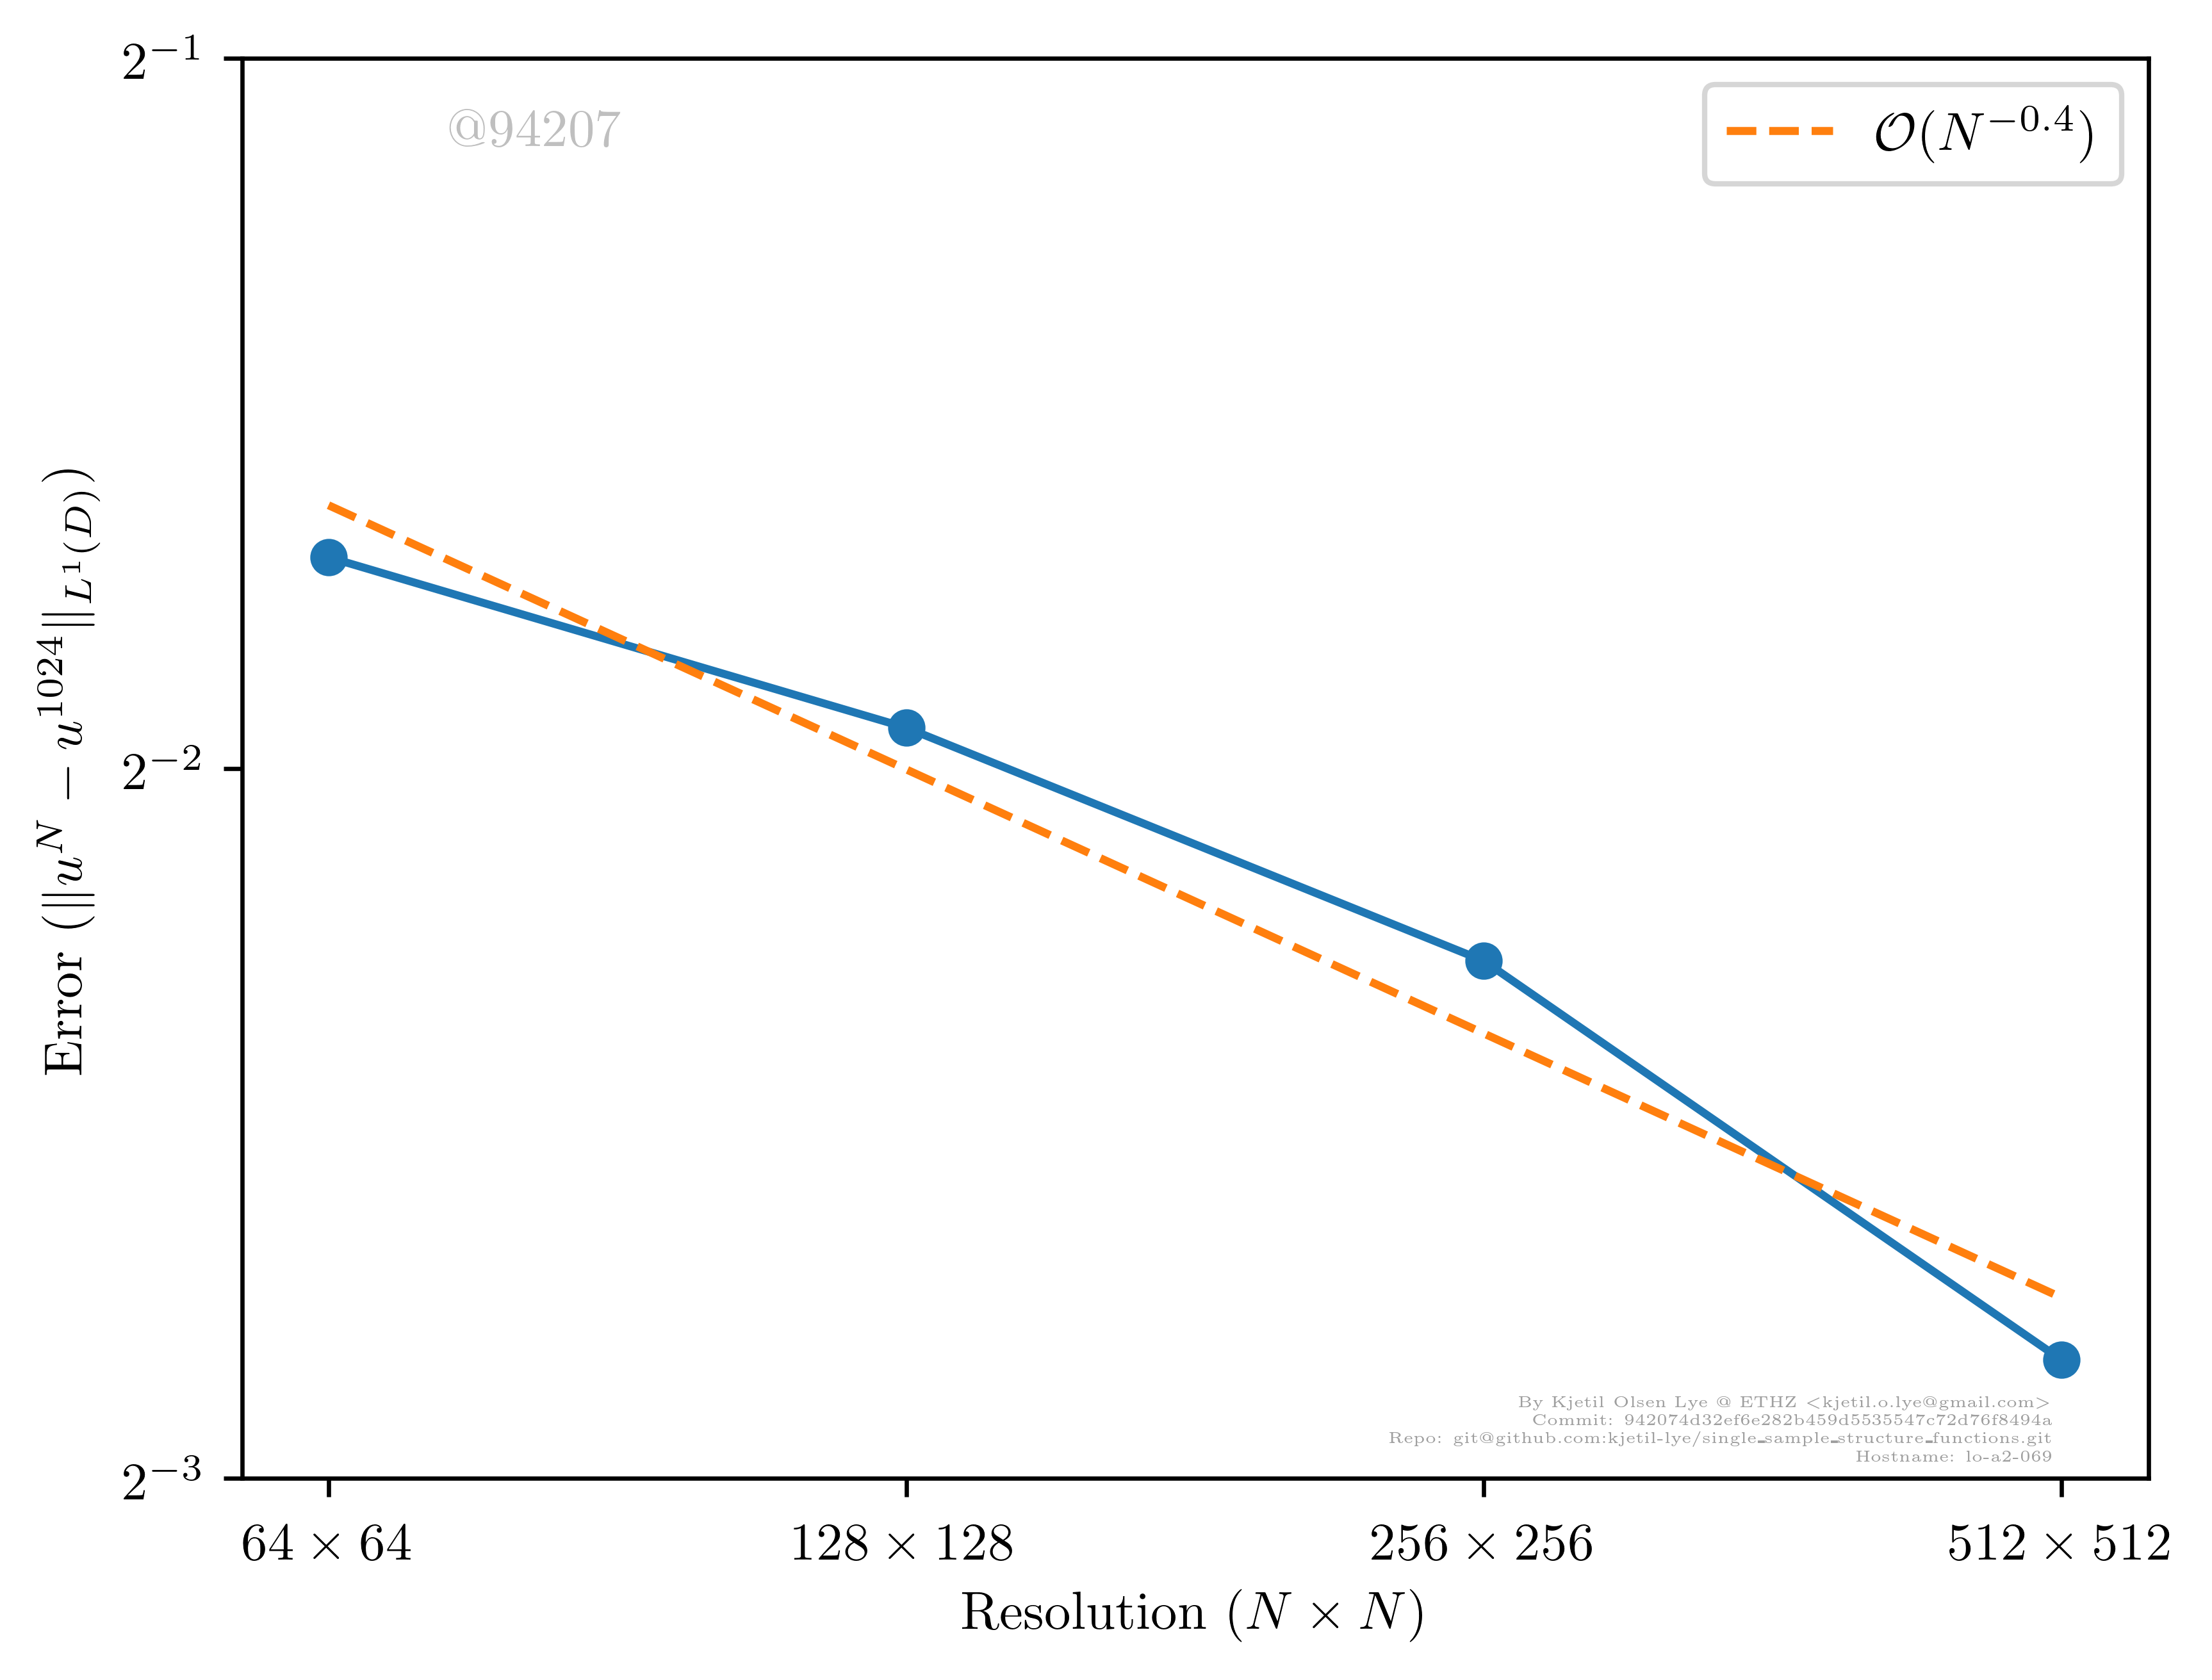 2^{-1}
@94207
𝒪(N^{-0.4})
Error (‖u^N − u^{1024}‖_{L^1(D)})
2^{-2}
By Kjetil Olsen Lye @ ETHZ <kjetil.o.lye@gmail.com>
Commit: 942074d32ef6e282b459d5535547c72d76f8494a
Repo: git@github.com:kjetil-lye/single_sample_structure_functions.git
Hostname: lo-a2-069
2^{-3}
64 × 64
128 × 128
256 × 256
512 × 512
Resolution (N × N)